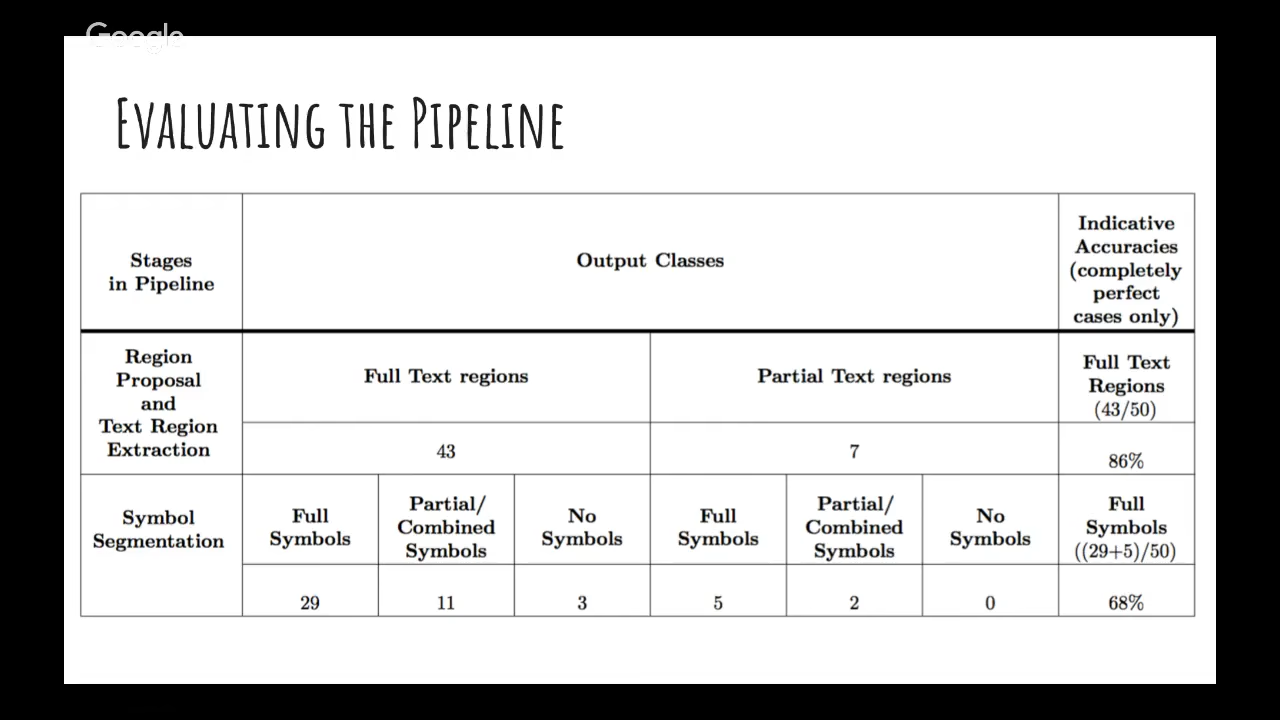 Google
EVALUATING THE PIPELINE
Stages
in Pipeline
Output Classes
Indicative
Accuracies
(completely
perfect
cases only)
Region
Proposal
and
Text Region
Extraction
Full Text regions
Partial Text regions
Full Text
Regions
(43/50)
43
7
86%
Symbol
Segmentation
Full
Symbols
Partial/
Combined
Symbols
No
Symbols
Full
Symbols
Partial/
Combined
Symbols
No
Symbols
Full
Symbols
((29+5)/50)
29
11
3
5
2
0
68%